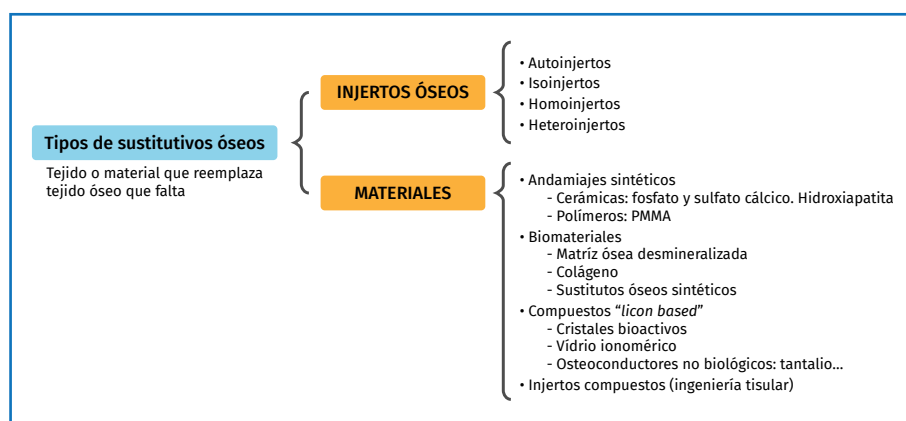 Tipos de sustitutivos óseos
Tejido o material que reemplaza
tejido óseo que falta
INJERTOS ÓSEOS
• Autoinjertos
• Isoinjertos
• Homoinjertos
• Heteroinjertos
MATERIALES
• Andamiajes sintéticos
- Cerámicas: fosfato y sulfato cálcico. Hidroxiapatita
- Polímeros: PMMA
• Biomateriales
- Matríz ósea desmineralizada
- Colágeno
- Sustitutos óseos sintéticos
• Compuestos “licon based”
- Cristales bioactivos
- Vídrio ionomérico
- Osteoconductores no biológicos: tantalio...
• Injertos compuestos (ingeniería tisular)